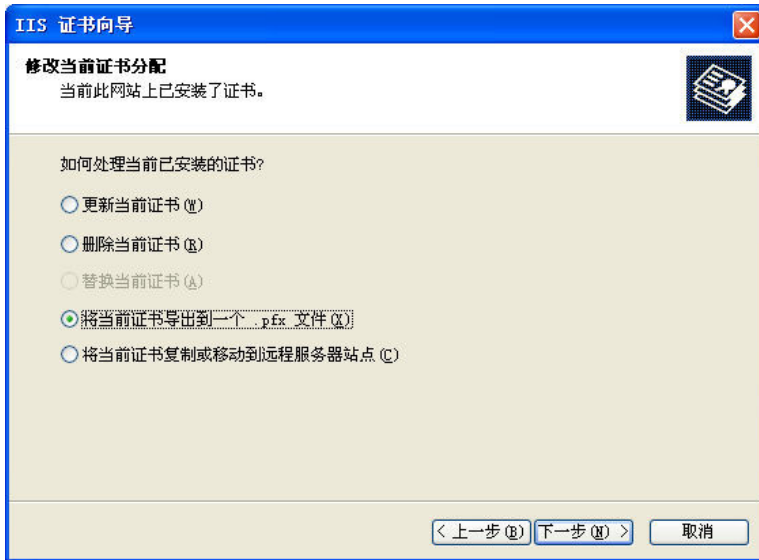 IIS 证书向导
修改当前证书分配
当前此网站上已安装了证书。
如何处理当前已安装的证书?
更新当前证书(W)
删除当前证书(R)
替换当前证书(A)
将当前证书导出到一个 .pfx 文件(X)
将当前证书复制或移动到远程服务器站点(C)
< 上一步(B) 下一步(N) > 取消